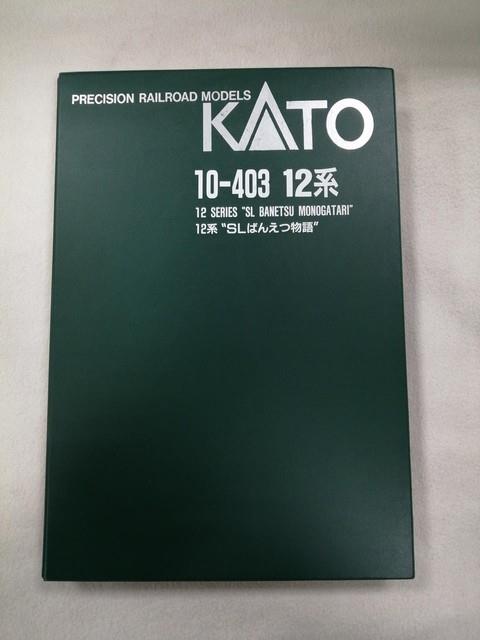 PRECISION RAILROAD MODELS
KATO
10-403 12系
12 SERIES "SL BANETSU MONOGATARI"
12系 "SLばんえつ物語"